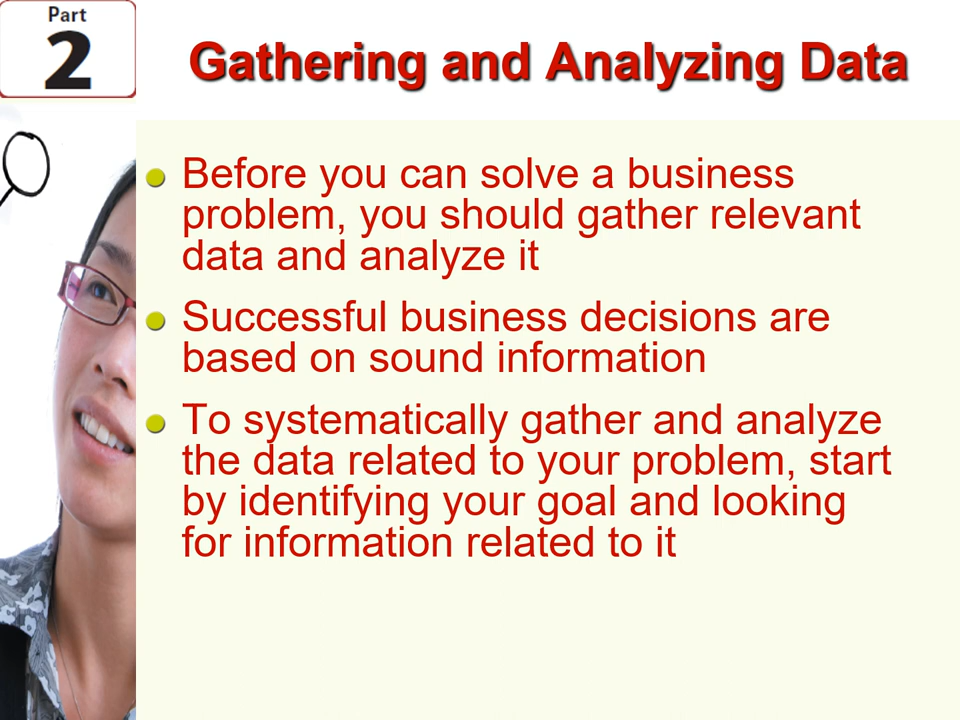 Part
2
Gathering and Analyzing Data
Before you can solve a business
problem, you should gather relevant
data and analyze it
Successful business decisions are
based on sound information
To systematically gather and analyze
the data related to your problem, start
by identifying your goal and looking
for information related to it